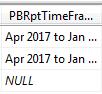 PBRptTimeFra...
Apr 2017 to Jan ...
Apr 2017 to Jan ...
NULL